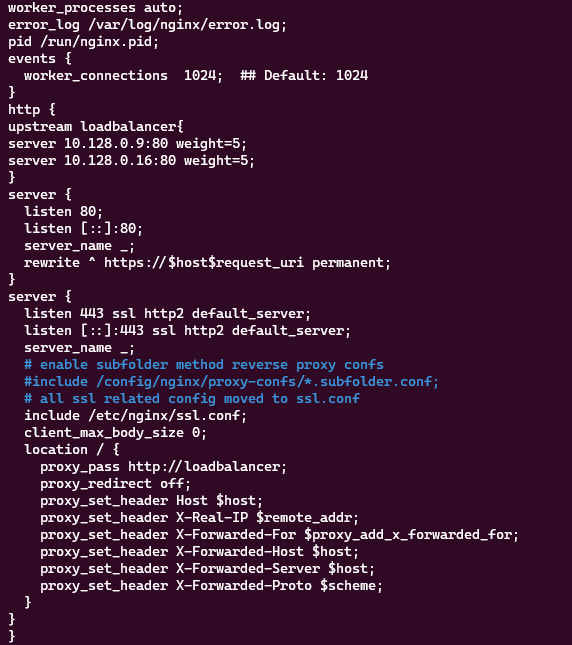 worker_processes auto;
error_log /var/log/nginx/error.log;
pid /run/nginx.pid;
events {
  worker_connections  1024;  ## Default: 1024
}
http {
upstream loadbalancer{
server 10.128.0.9:80 weight=5;
server 10.128.0.16:80 weight=5;
}
server {
  listen 80;
  listen [::]:80;
  server_name _;
  rewrite ^ https://$host$request_uri permanent;
}
server {
  listen 443 ssl http2 default_server;
  listen [::]:443 ssl http2 default_server;
  server_name _;
  # enable subfolder method reverse proxy confs
  #include /config/nginx/proxy-confs/*.subfolder.conf;
  # all ssl related config moved to ssl.conf
  include /etc/nginx/ssl.conf;
  client_max_body_size 0;
  location / {
    proxy_pass http://loadbalancer;
    proxy_redirect off;
    proxy_set_header Host $host;
    proxy_set_header X-Real-IP $remote_addr;
    proxy_set_header X-Forwarded-For $proxy_add_x_forwarded_for;
    proxy_set_header X-Forwarded-Host $host;
    proxy_set_header X-Forwarded-Server $host;
    proxy_set_header X-Forwarded-Proto $scheme;
  }
}
}